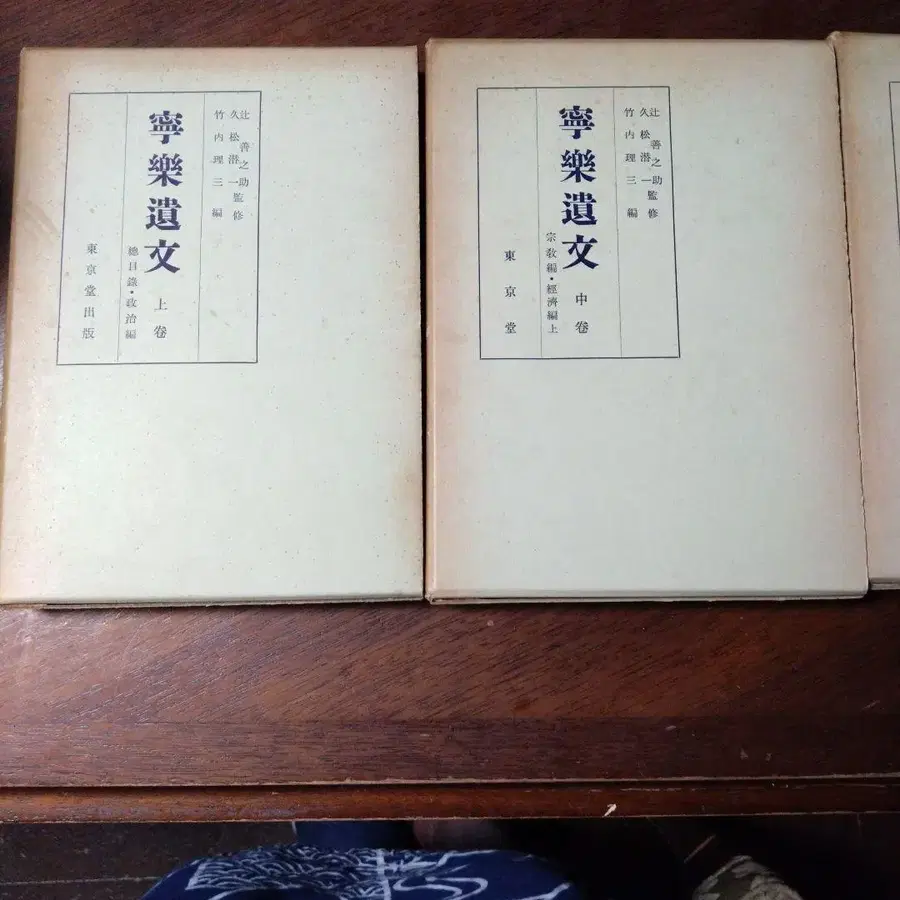 辻善之助
久松潜一監修
竹内理三編
寧樂遺文 上卷
總目錄・政治編
東京堂出版
辻善之助
久松潜一監修
竹内理三編
寧樂遺文 中卷
宗教編・經濟編上
東京堂